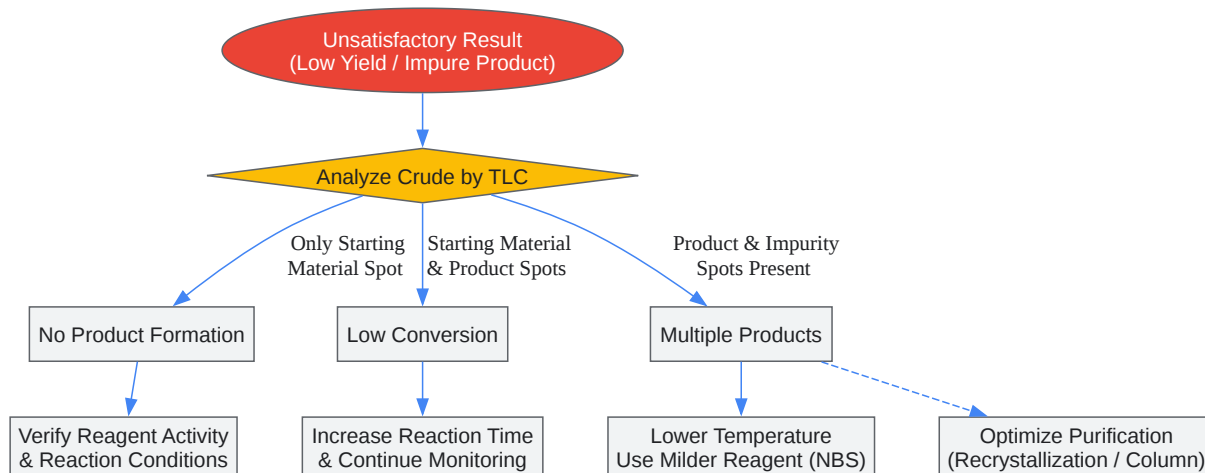 Unsatisfactory Result
(Low Yield / Impure Product)
Analyze Crude by TLC
Only Starting
Material Spot
Starting Material
& Product Spots
Product & Impurity
Spots Present
No Product Formation
Low Conversion
Multiple Products
Verify Reagent Activity
& Reaction Conditions
Increase Reaction Time
& Continue Monitoring
Lower Temperature
Use Milder Reagent (NBS)
Optimize Purification
(Recrystallization / Column)